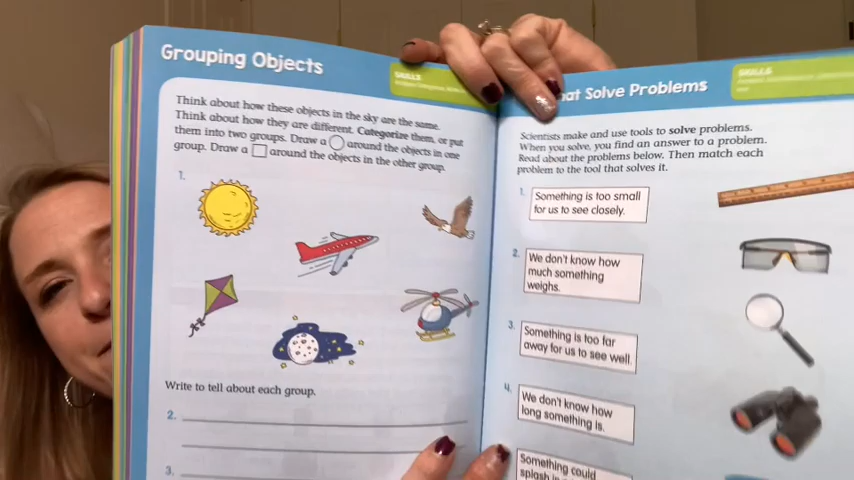 Grouping Objects
SKILLS
Think about how these objects in the sky are the same.
Think about how they are different. Categorize them, or put
them into two groups. Draw a around the objects in one
group. Draw a around the objects in the other group.
1.
Write to tell about each group.
2.
3.
at Solve Problems
SKILLS
Scientists make and use tools to solve problems.
When you solve, you find an answer to a problem.
Read about the problems below. Then match each
problem to the tool that solves it.
1. Something is too small
for us to see closely.
2. We don't know how
much something
weighs.
3. Something is too far
away for us to see well.
4. We don't know how
long something is.
Something could
splash in